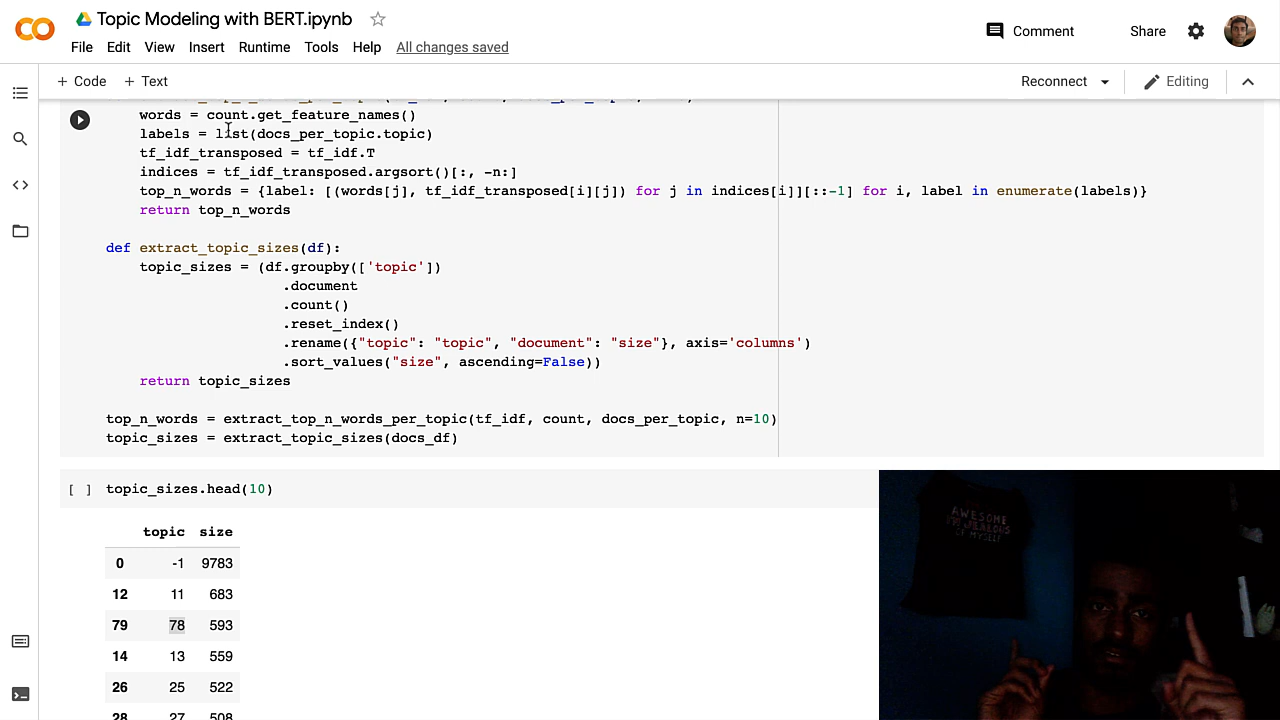 Topic Modeling with BERT.ipynb
File Edit View Insert Runtime Tools Help All changes saved
Comment
Share
+ Code + Text
Reconnect
Editing
words = count.get_feature_names()
labels = list(docs_per_topic.topic)
tf_idf_transposed = tf_idf.T
indices = tf_idf_transposed.argsort()[:, -n:]
top_n_words = {label: [(words[j], tf_idf_transposed[i][j]) for j in indices[i]][::-1] for i, label in enumerate(labels)}
return top_n_words
def extract_topic_sizes(df):
topic_sizes = (df.groupby(['topic'])
.document
.count()
.reset_index()
.rename({"topic": "topic", "document": "size"}, axis='columns')
.sort_values("size", ascending=False))
return topic_sizes
top_n_words = extract_top_n_words_per_topic(tf_idf, count, docs_per_topic, n=10)
topic_sizes = extract_topic_sizes(docs_df)
[ ] topic_sizes.head(10)
topic size
0 -1 9783
12 11 683
79 78 593
14 13 559
26 25 522
28 27 508
AWESOME
OF MYSELF